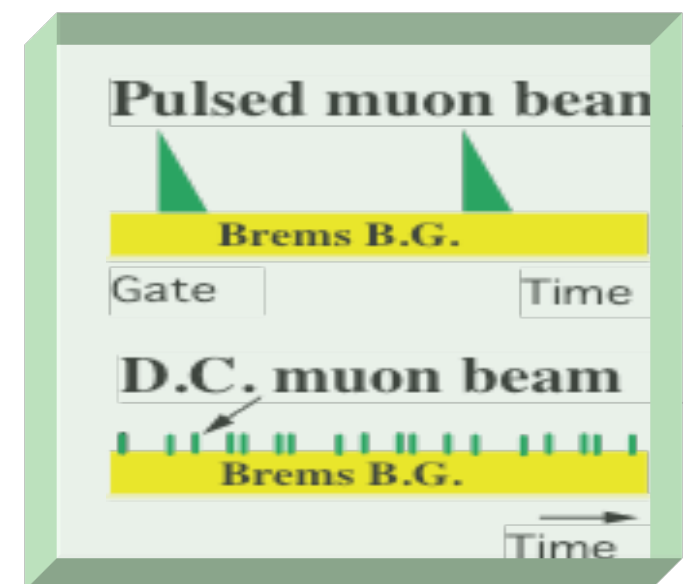 Pulsed muon beam
Brems B.G.
Gate Time
D.C. muon beam
Brems B.G.
Time